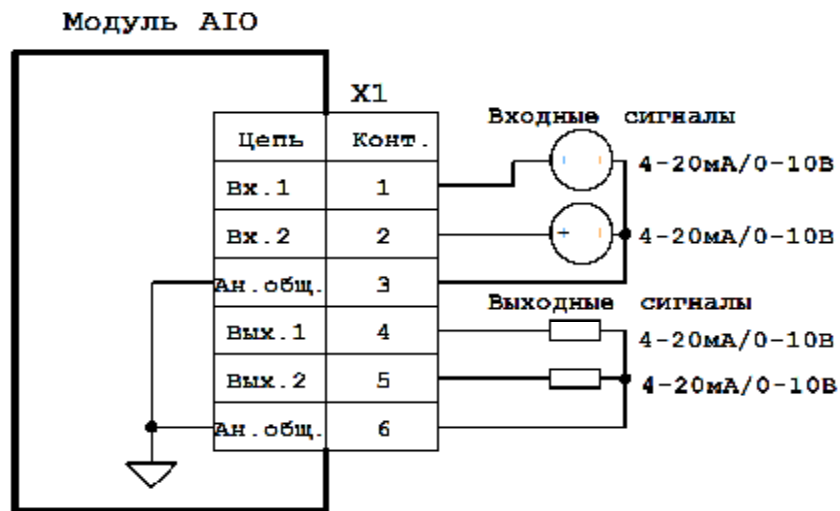 Модуль AIO
X1
Входные сигналы
Цепь Конт.
4-20мА/0-10В
Вх.1 1
Вх.2 2
+
4-20мА/0-10В
Ан.общ. 3
Выходные сигналы
Вых.1 4
4-20мА/0-10В
Вых.2 5
4-20мА/0-10В
Ан.общ. 6